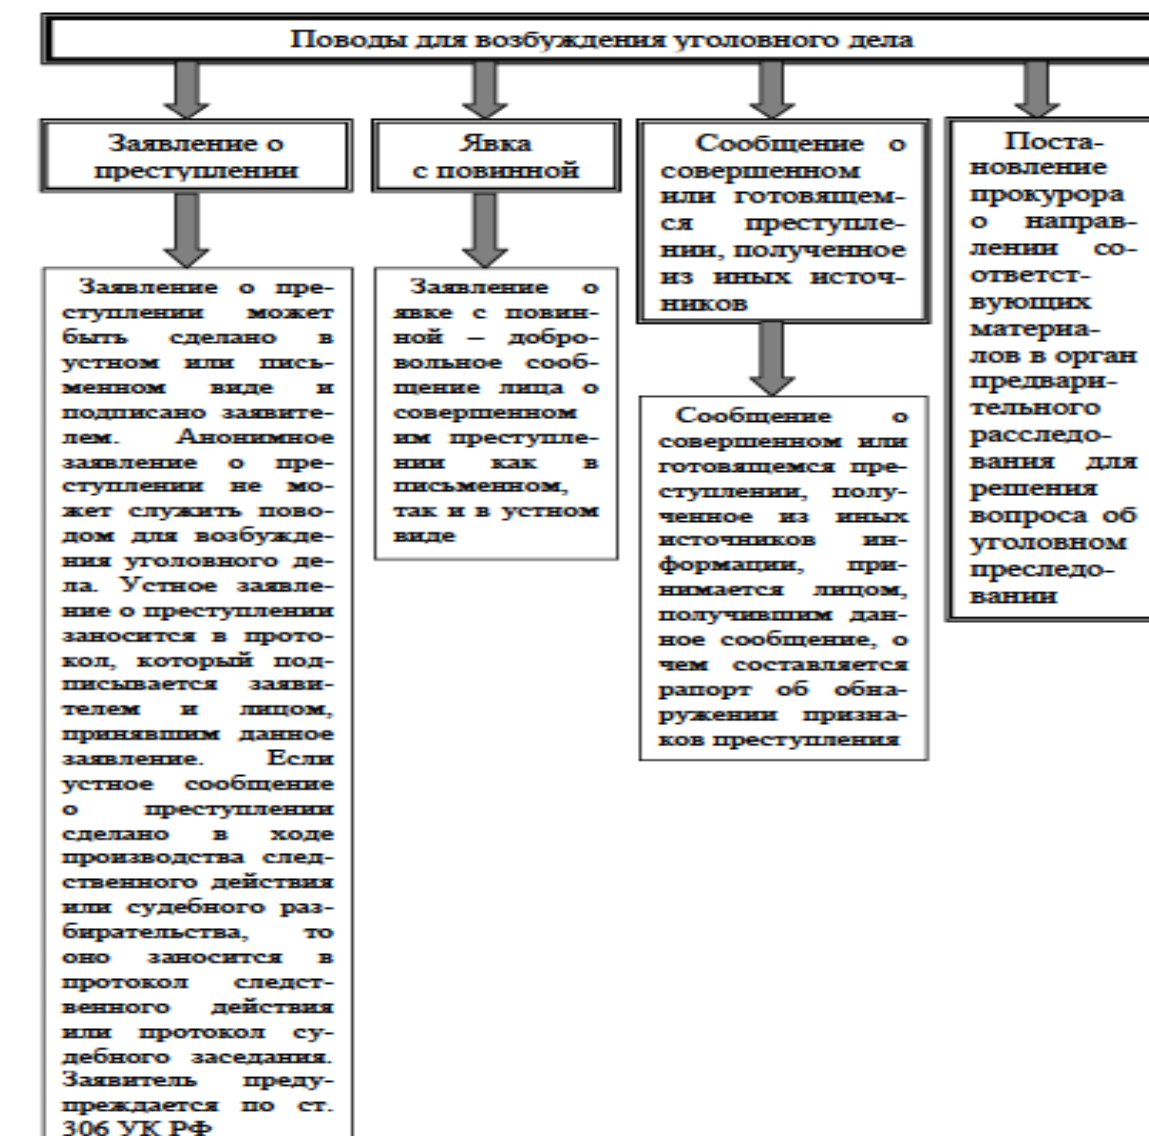 Поводы для возбуждения уголовного дела
Заявление о
преступлении
Явка
с повинной
Сообщение о
совершенном
или готовящем-
ся преступле-
нии, полученное
из иных источ-
ников
Поста-
новление
прокурора
о направ-
лении со-
ответст-
вующих
материа-
лов в орган
предвари-
тельного
расследо-
вания для
решения
вопроса об
уголовном
преследо-
вании
Заявление о пре-
ступлении может
быть сделано в
устном или пись-
менном виде и
подписано заявите-
лем. Анонимное
заявление о пре-
ступлении не мо-
жет служить пово-
дом для возбужде-
ния уголовного де-
ла. Устное заявле-
ние о преступлении
заносится в прото-
кол, который под-
писывается заяви-
телем и лицом,
принявшим данное
заявление. Если
устное сообщение
о преступлении
сделано в ходе
производства след-
ственного действия
или судебного раз-
бирательства, то
оно заносится в
протокол следст-
венного действия
или протокол су-
дебного заседания.
Заявитель преду-
преждается по ст.
306 УК РФ
Заявление о
явке с повин-
ной – добро-
вольное сооб-
щение лица о
совершенном
им преступле-
нии как в
письменном,
так и в устном
виде
Сообщение о
совершенном или
готовящемся пре-
ступлении, полу-
ченное из иных
источников ин-
формации, при-
нимается лицом,
получившим дан-
ное сообщение, о
чем составляется
рапорт об обна-
ружении призна-
ков преступления